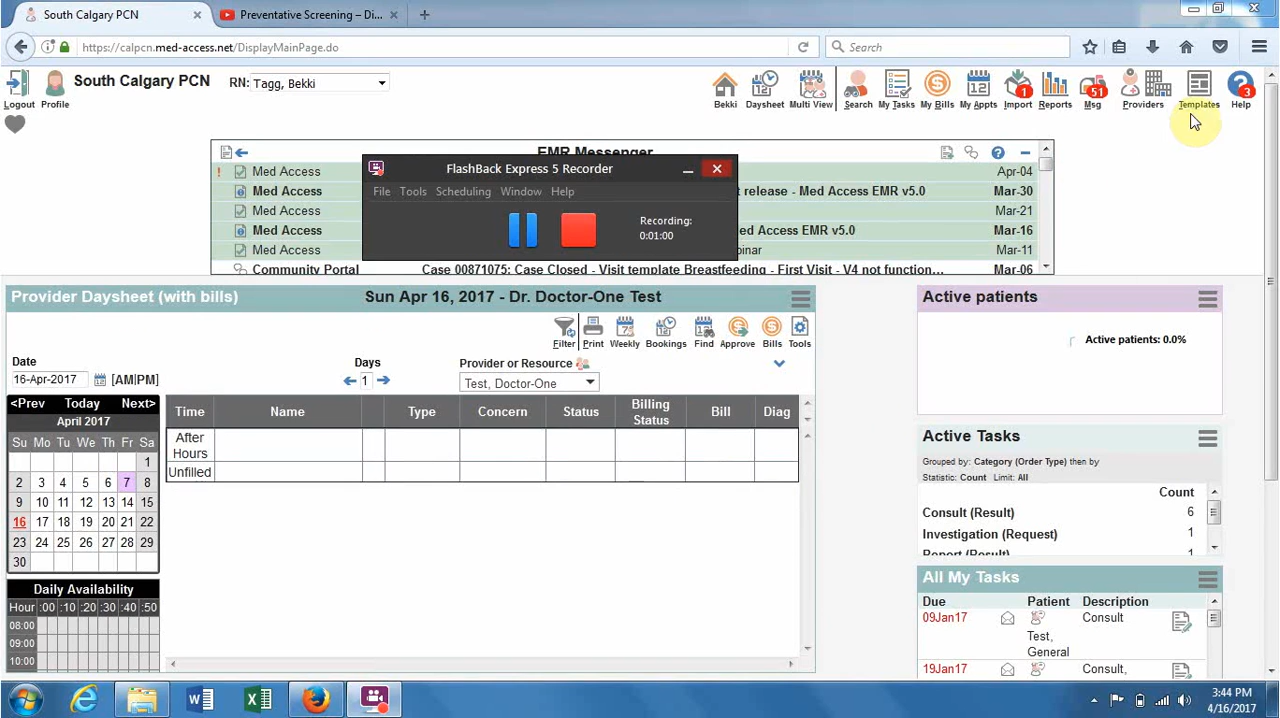 South Calgary PCN
Preventative Screening – Di...
https://calpcn.med-access.net/DisplayMainPage.do
Search
South Calgary PCN
RN: Tagg, Bekki
Logout
Profile
Bekki
Daysheet
Multi View
Search
My Tasks
My Bills
My Appts
1
Import
Reports
51
Msg
Providers
Templates
3
Help
EMR Messenger
Med Access Apr-04
Med Access t release - Med Access EMR v5.0 Mar-30
Med Access Mar-21
Med Access ed Access EMR v5.0 Mar-16
Med Access binar Mar-11
Community Portal Case 00871075: Case Closed - Visit template Breastfeeding - First Visit - V4 not function... Mar-06
FlashBack Express 5 Recorder
File Tools Scheduling Window Help
Recording:
0:01:00
Provider Daysheet (with bills) Sun Apr 16, 2017 - Dr. Doctor-One Test
Filter Print Weekly Bookings Find Approve Bills Tools
Date
16-Apr-2017 [AM|PM]
Days
1
Provider or Resource
Test, Doctor-One
<Prev Today Next>
April 2017
Su Mo Tu We Th Fr Sa
1
2 3 4 5 6 7 8
9 10 11 12 13 14 15
16 17 18 19 20 21 22
23 24 25 26 27 28 29
30
Daily Availability
Hour :00 :10 :20 :30 :40 :50
08:00
09:00
10:00
Time Name Type Concern Status Billing Status Bill Diag
After Hours
Unfilled
Active patients
Active patients: 0.0%
Active Tasks
Grouped by: Category (Order Type) then by
Statistic: Count Limit: All
Count
Consult (Result) 6
Investigation (Request) 1
Report (Result) 1
All My Tasks
Due Patient Description
09Jan17 Test, General Consult
19Jan17 Consult,
3:44 PM
4/16/2017